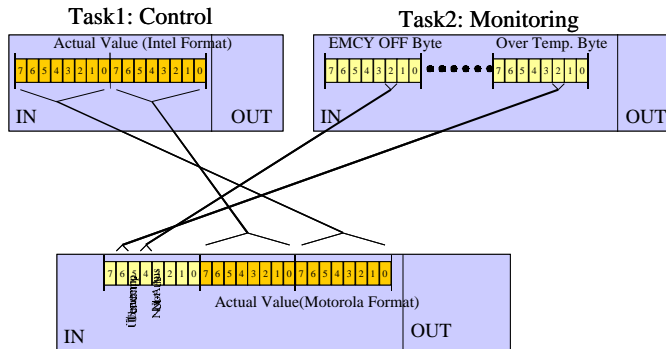 Task1: Control
Task2: Monitoring
Actual Value (Intel Format)
7 6 5 4 3 2 1 0 7 6 5 4 3 2 1 0
IN
OUT
EMCY OFF Byte
Over Temp. Byte
7 6 5 4 3 2 1 0
7 6 5 4 3 2 1 0
IN
OUT
7 6 5 4 3 2 1 0 7 6 5 4 3 2 1 0 7 6 5 4 3 2 1 0
Actual Value(Motorola Format)
IN
OUT